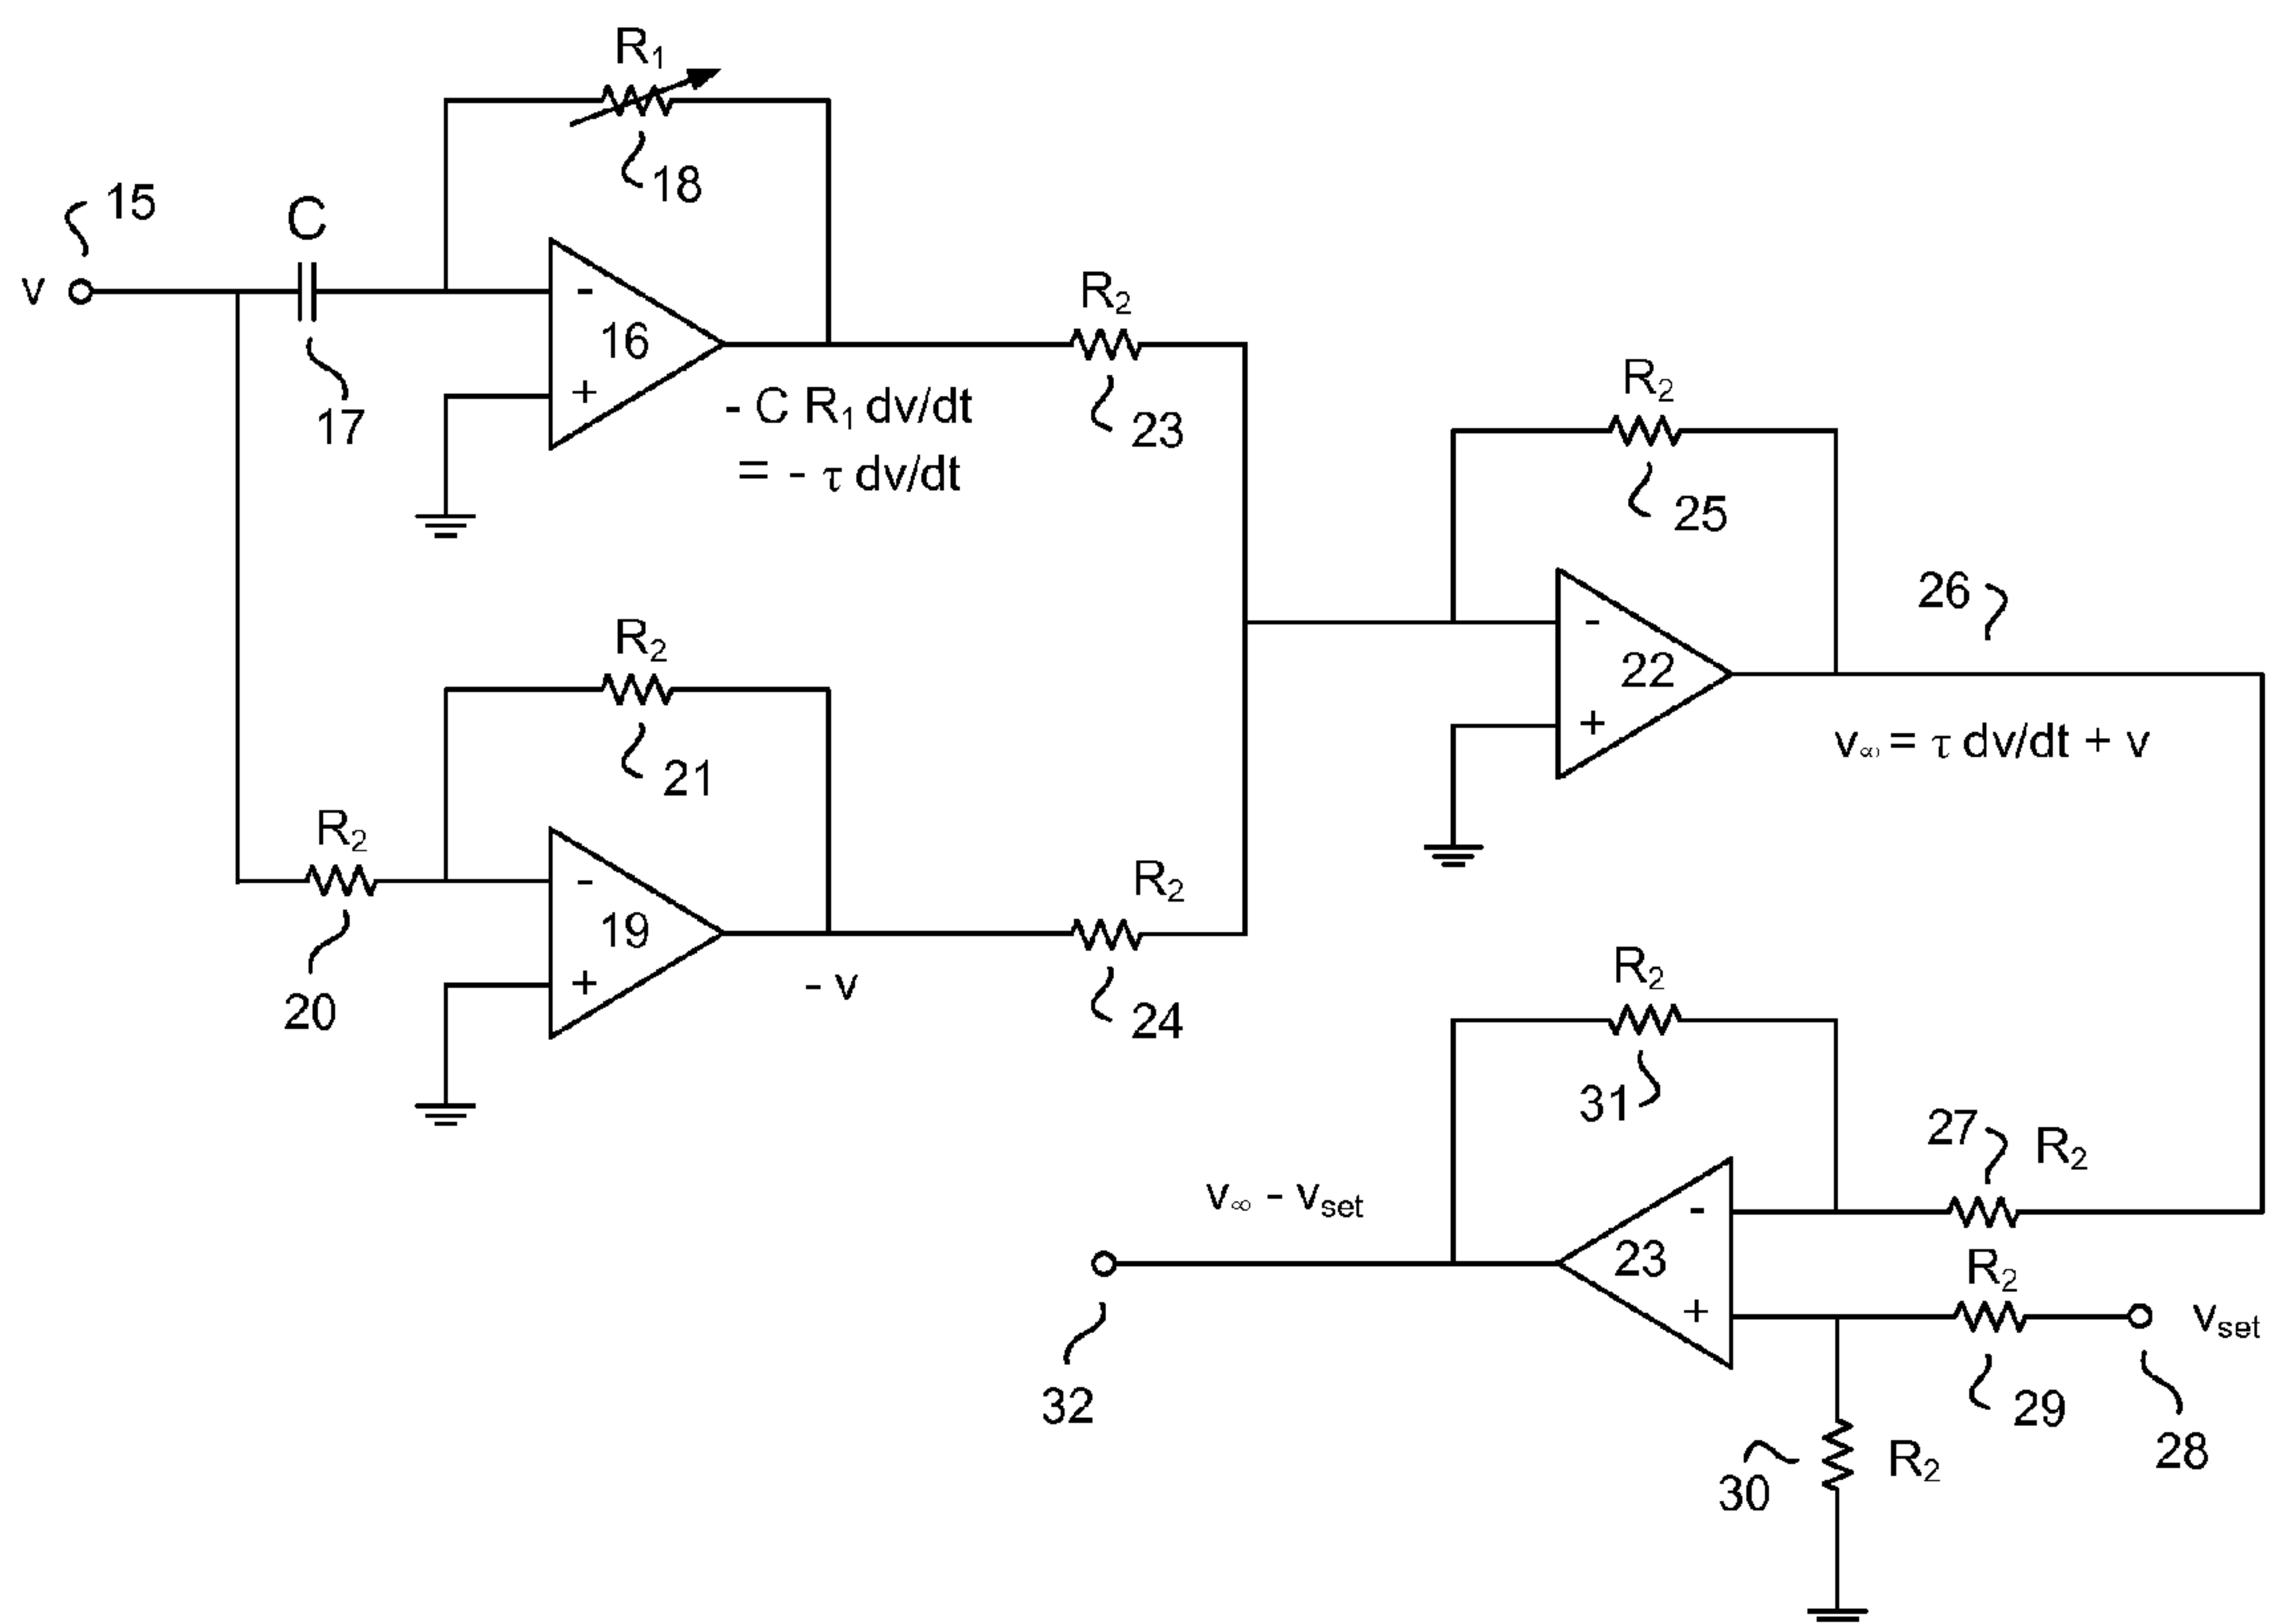 R1
18
15
C
v
-
16
+
17
- C R1 dv/dt
= - τ dv/dt
R2
23
R2
25
R2
21
R2
20
-
19
+
- v
R2
24
-
22
+
26
v∞ = τ dv/dt + v
R2
31
27
R2
v∞ - vset
32
-
23
+
R2
29
vset
28
30
R2